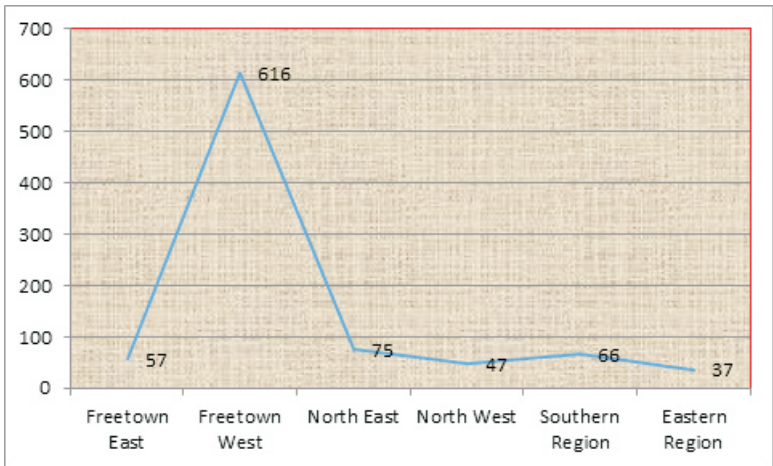 700
600
616
500
400
300
200
100
57
75
47
66
37
0
Freetown East
Freetown West
North East
North West
Southern Region
Eastern Region